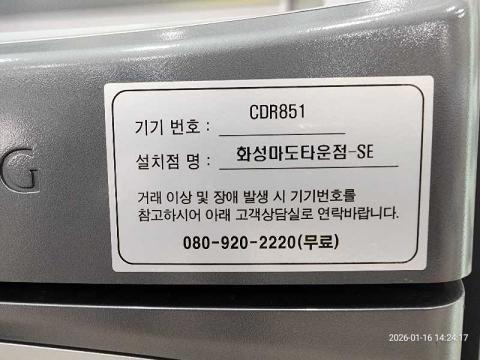 CDR851
기기 번호 :
화성마도타운점-SE
설치점 명 :
거래 이상 및 장애 발생 시 기기번호를
참고하시어 아래 고객상담실로 연락바랍니다.
080-920-2220(무료)
G
2026-01-16 14:24:17